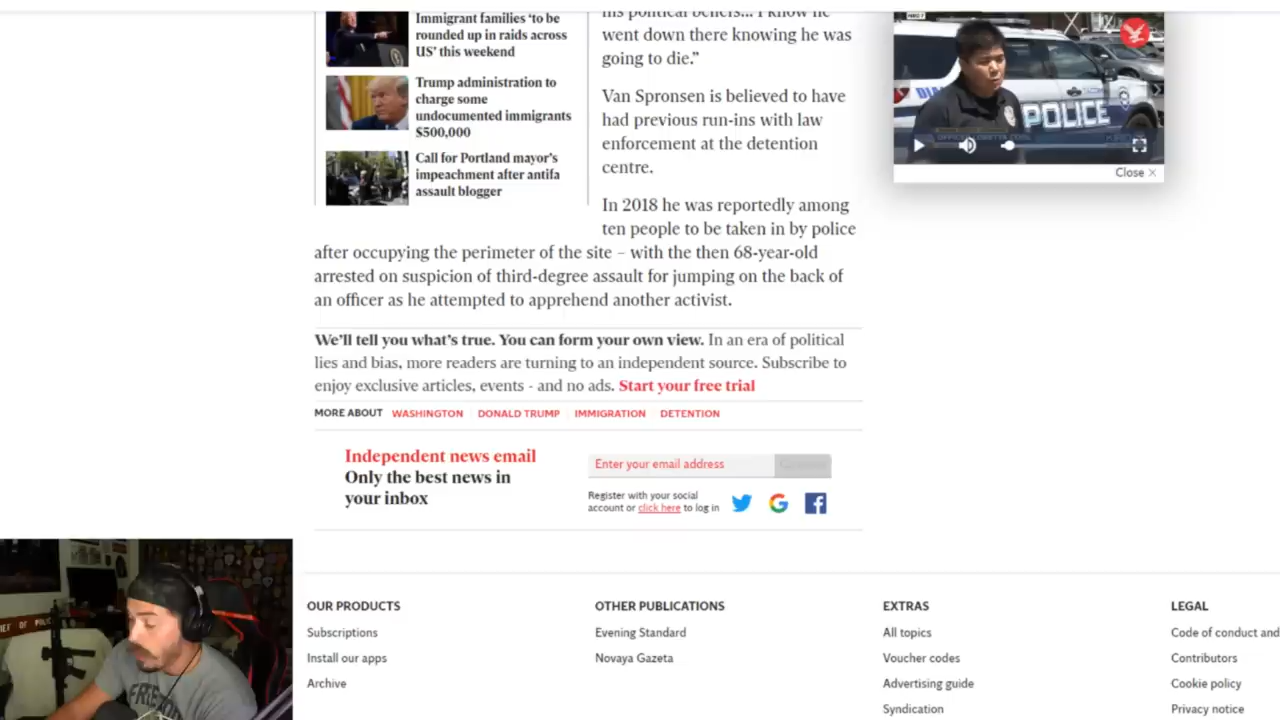 Immigrant families 'to be
rounded up in raids across
US' this weekend
Trump administration to
charge some
undocumented immigrants
$500,000
Call for Portland mayor's
impeachment after antifa
assault blogger
his political beliefs... I know he
went down there knowing he was
going to die.”
Van Spronsen is believed to have
had previous run-ins with law
enforcement at the detention
centre.
In 2018 he was reportedly among
ten people to be taken in by police
after occupying the perimeter of the site – with the then 68-year-old
arrested on suspicion of third-degree assault for jumping on the back of
an officer as he attempted to apprehend another activist.
POLICE
Close ×
We'll tell you what's true. You can form your own view. In an era of political
lies and bias, more readers are turning to an independent source. Subscribe to
enjoy exclusive articles, events - and no ads. Start your free trial
MORE ABOUT WASHINGTON DONALD TRUMP IMMIGRATION DETENTION
Independent news email
Only the best news in
your inbox
Enter your email address
Register with your social
account or click here to log in
OUR PRODUCTS
Subscriptions
Install our apps
Archive
OTHER PUBLICATIONS
Evening Standard
Novaya Gazeta
EXTRAS
All topics
Voucher codes
Advertising guide
Syndication
LEGAL
Code of conduct and
Contributors
Cookie policy
Privacy notice